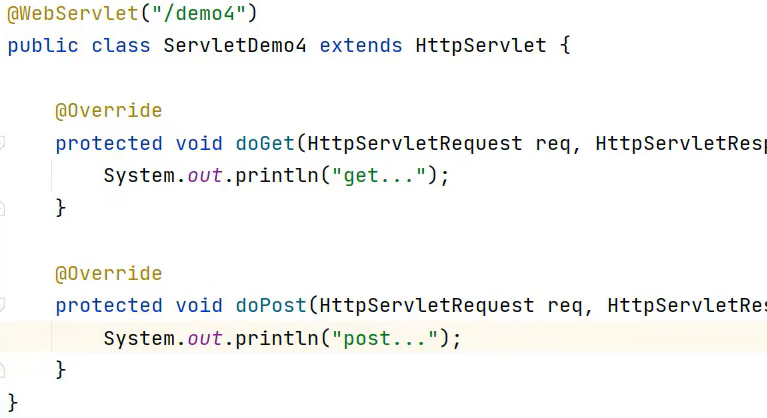 @WebServlet("/demo4")
public class ServletDemo4 extends HttpServlet {
@Override
protected void doGet(HttpServletRequest req, HttpServletResp
System.out.println("get...");
}
@Override
protected void doPost(HttpServletRequest req, HttpServletRes
System.out.println("post...");
}
}